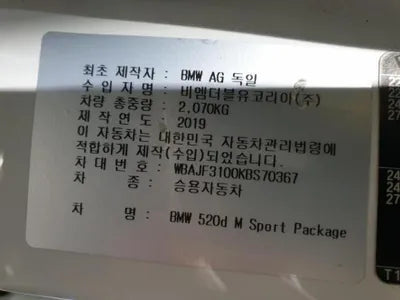 최초 제작자 : BMW AG 독일
수 입 자 명 : 비엠더블유코리아(주)
차량 총중량 : 2,070KG
제 작 연 도 : 2019
이 자동차는 대한민국 자동차관리법령에
적합하게 제작(수입)되었습니다.
차 대 번 호 : WBAJF3100KBS70367
차 종 : 승용자동차
차 명 : BMW 520d M Sport Package